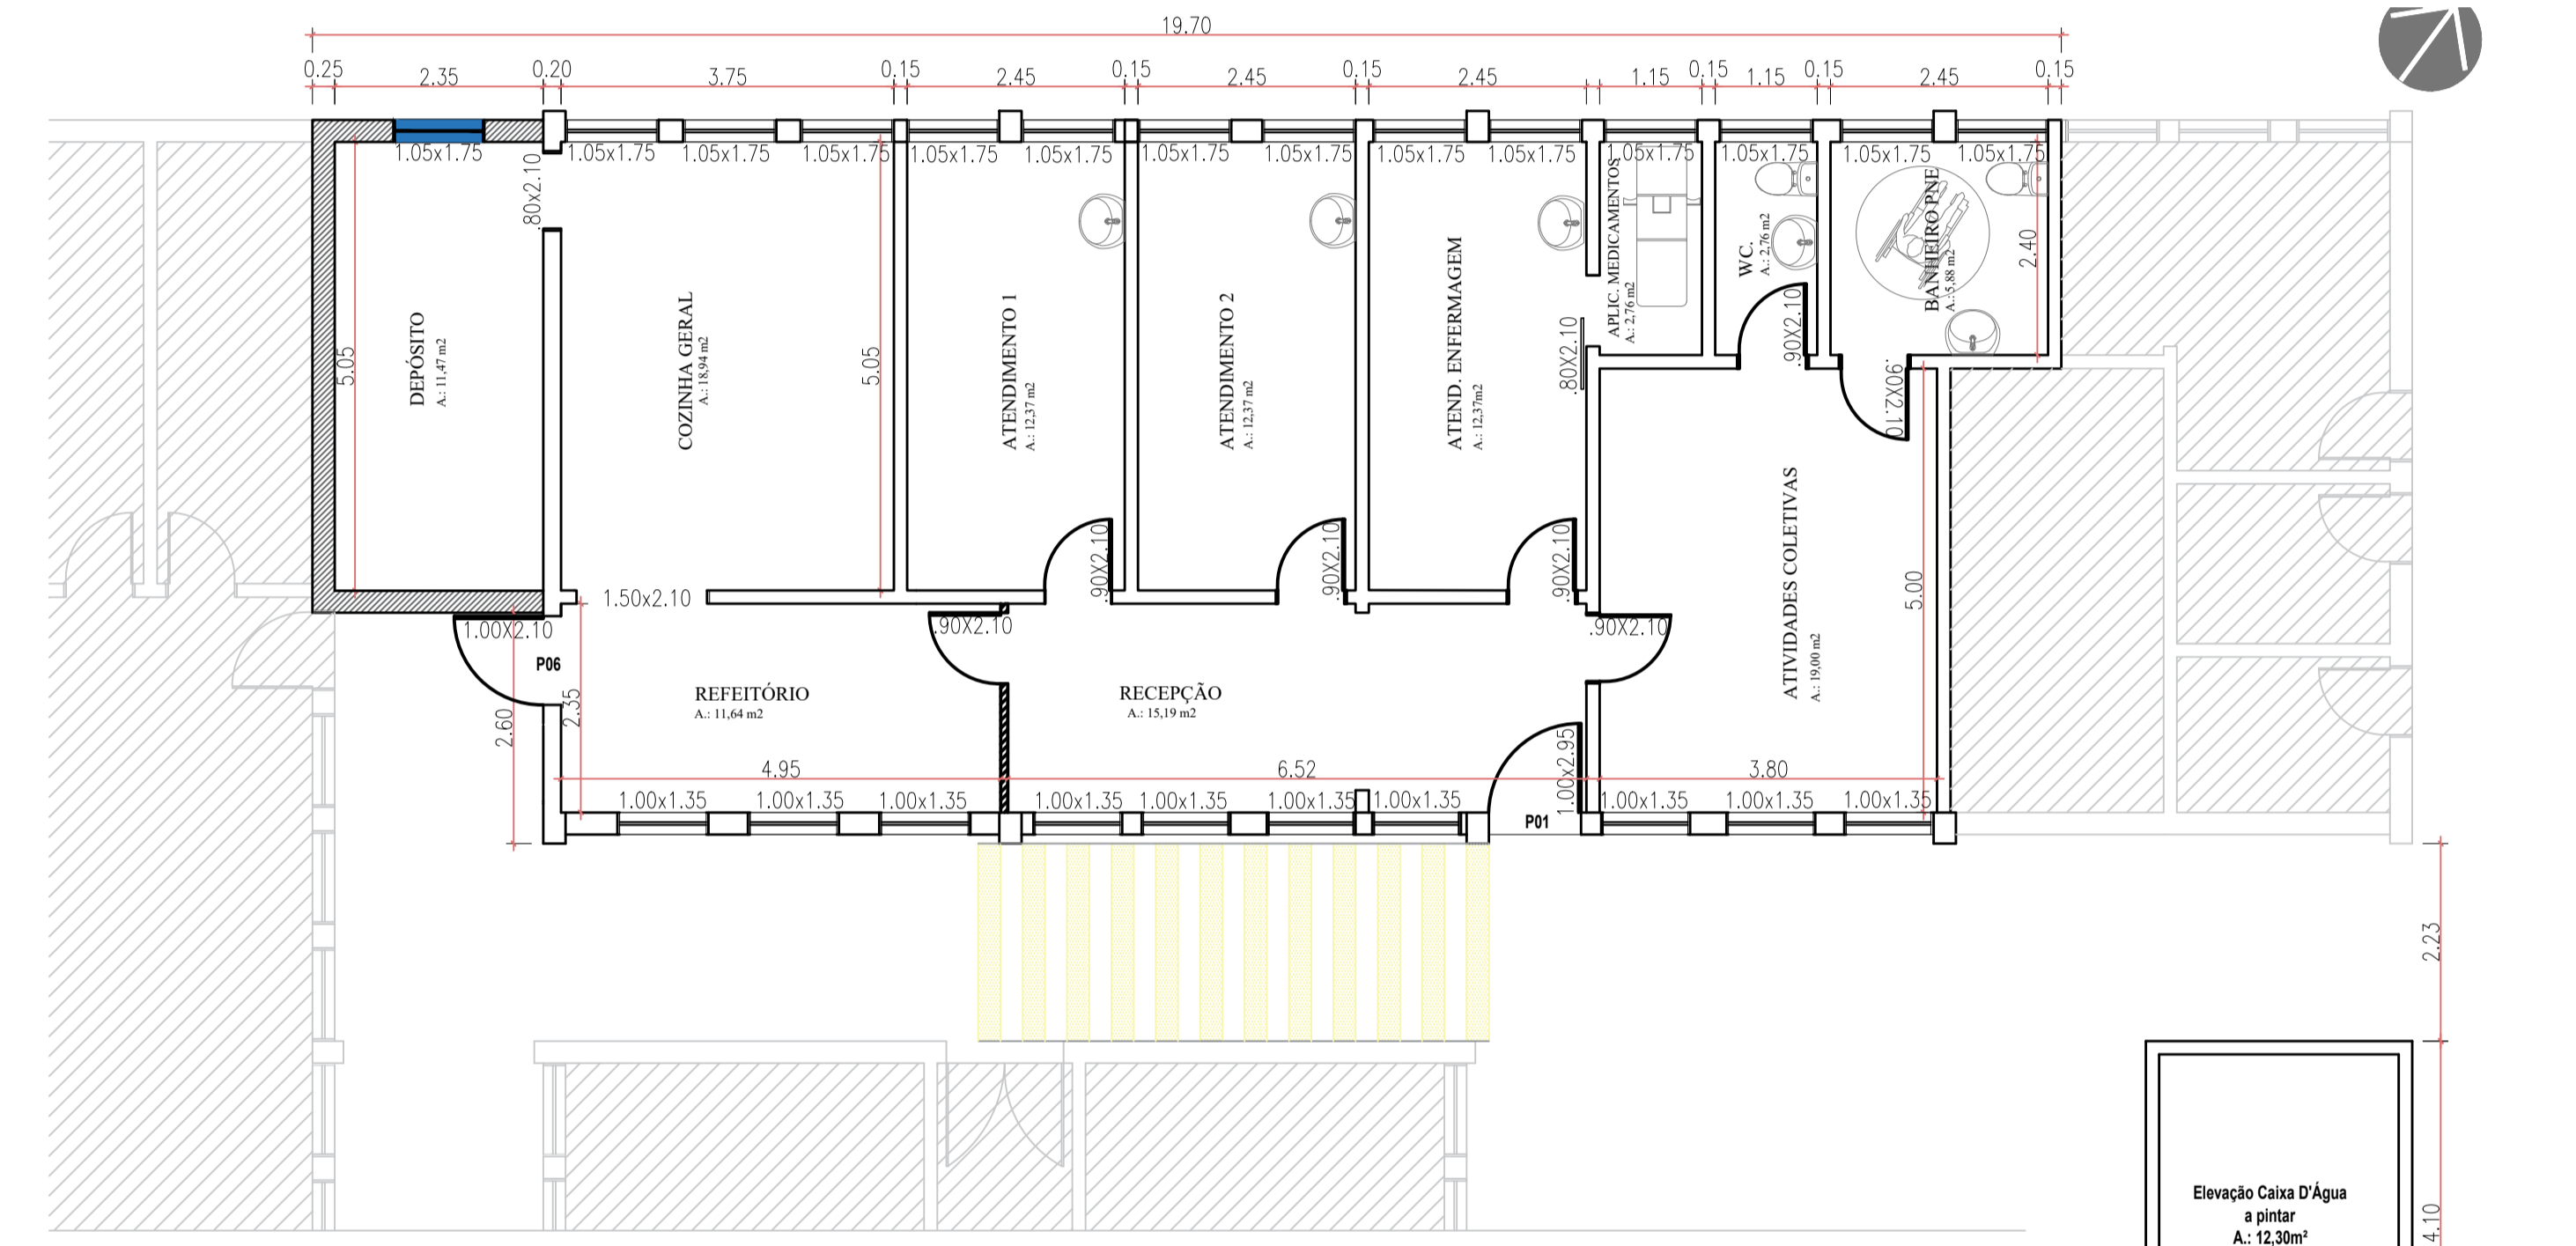 19.70
0.25 2.35 0.20 3.75 0.15 2.45 0.15 2.45 0.15 2.45 1.15 0.15 1.15 0.15 2.45 0.15
1.05x1.75 1.05x1.75 1.05x1.75 1.05x1.75 1.05x1.75 1.05x1.75 1.05x1.75 1.05x1.75 1.05x1.75 1.05x1.75 1.05x1.75 1.05x1.75 1.05x1.75 1.05x1.75
.80x2.10
5.05
DEPÓSITO
A.: 11,47 m2
COZINHA GERAL
A.: 18,94 m2
5.05
ATENDIMENTO 1
A.: 12,37 m2
ATENDIMENTO 2
A.: 12,37 m2
ATEND. ENFERMAGEM
A.: 12,37m2
.80X2.10
APLIC. MEDICAMENTOS
A.: 2,76 m2
WC.
A.: 2,76 m2
.90X2.10
BANHEIRO PNE
A.: 5,88 m2
2.40
.90X2.10
.90X2.10
.90X2.10
.90X2.10
ATIVIDADES COLETIVAS
A.: 19,00 m2
5.00
1.50x2.10
1.00X2.10
.90X2.10
.90X2.10
P06
2.60
2.35
REFEITÓRIO
A.: 11,64 m2
RECEPÇÃO
A.: 15,19 m2
1.00x2.95
4.95 6.52 3.80
1.00x1.35 1.00x1.35 1.00x1.35 1.00x1.35 1.00x1.35 1.00x1.35 1.00x1.35 1.00x1.35 1.00x1.35 1.00x1.35
P01
2.23
4.10
Elevação Caixa D'Água
a pintar
A.: 12,30m²